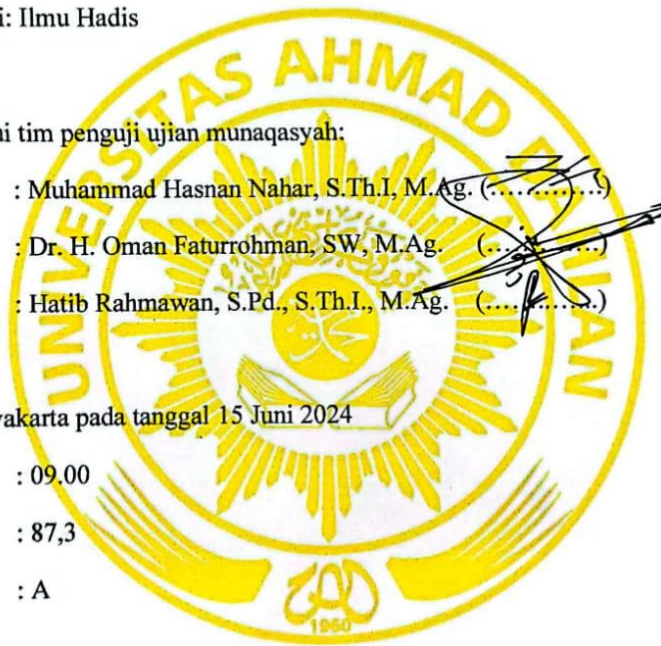 i: Ilmu Hadis
UNIVERSITAS AHMAD DAHLAN
i tim penguji ujian munaqasyah:
: Muhammad Hasnan Nahar, S.Th.I, M.Ag. (..............)
: Dr. H. Oman Faturrohman, SW, M.Ag. (..............)
: Hatib Rahmawan, S.Pd., S.Th.I., M.Ag. (..............)
yakarta pada tanggal 15 Juni 2024
: 09.00
: 87,3
: A
1960